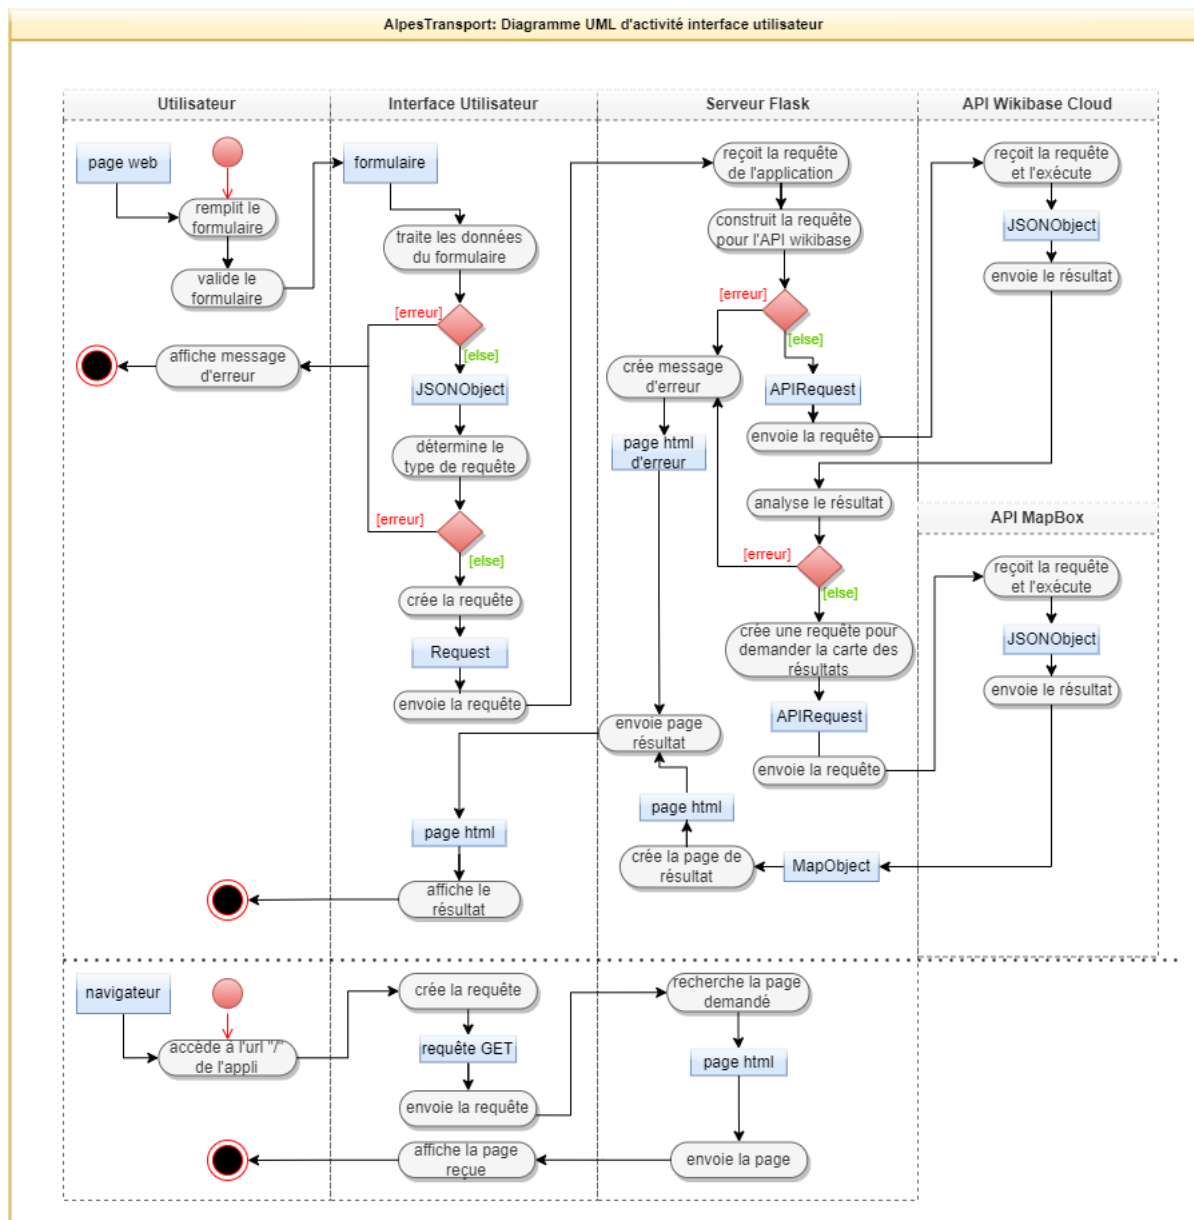 AlpesTransport: Diagramme UML d'activité interface utilisateur
Utilisateur
Interface Utilisateur
Serveur Flask
API Wikibase Cloud
page web
remplit le
formulaire
valide le
formulaire
affiche message
d'erreur
formulaire
traite les données
du formulaire
[erreur]
[else]
JSONObject
détermine le
type de requête
[erreur]
[else]
crée la requête
Request
envoie la requête
page html
affiche le
résultat
reçoit la requête
de l'application
construit la requête
pour l'API wikibase
[erreur]
[else]
crée message
d'erreur
APIRequest
envoie la requête
page html
d'erreur
analyse le résultat
[erreur]
[else]
crée une requête pour
demander la carte des
résultats
APIRequest
envoie la requête
envoie page
résultat
page html
crée la page de
résultat
MapObject
reçoit la requête
et l'exécute
JSONObject
envoie le résultat
API MapBox
reçoit la requête
et l'exécute
JSONObject
envoie le résultat
navigateur
accède à l'url "/"
de l'appli
crée la requête
requête GET
envoie la requête
affiche la page
reçue
recherche la page
demandé
page html
envoie la page